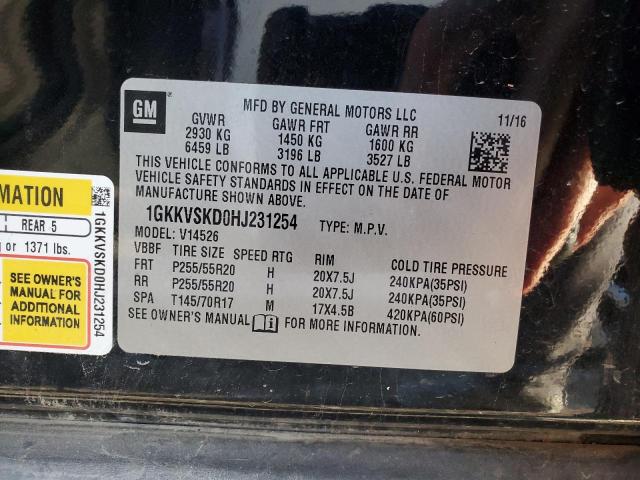 GM
MFD BY GENERAL MOTORS LLC
11/16
GVWR GAWR FRT GAWR RR
2930 KG 1450 KG 1600 KG
6459 LB 3196 LB 3527 LB
THIS VEHICLE CONFORMS TO ALL APPLICABLE U.S. FEDERAL MOTOR
VEHICLE SAFETY STANDARDS IN EFFECT ON THE DATE OF
MANUFACTURE SHOWN ABOVE.
1GKKVSKD0HJ231254 TYPE: M.P.V.
MODEL: V14526
VBBF TIRE SIZE SPEED RTG RIM COLD TIRE PRESSURE
FRT P255/55R20 H 20X7.5J 240KPA(35PSI)
RR P255/55R20 H 20X7.5J 240KPA(35PSI)
SPA T145/70R17 M 17X4.5B 420KPA(60PSI)
SEE OWNER'S MANUAL FOR MORE INFORMATION.
REAR 5
or 1371 lbs.
SEE OWNER'S
MANUAL FOR
ADDITIONAL
INFORMATION
1GKKVSKD0HJ231254